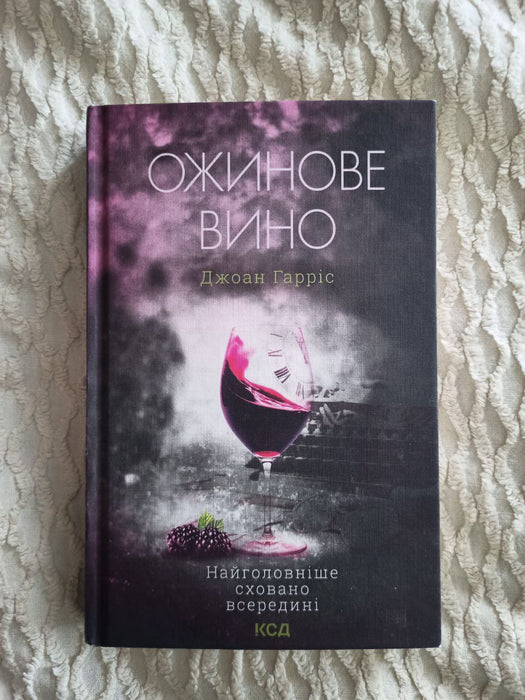 ОЖИНОВЕ
ВИНО
Джоан Гарріс
Найголовніше
сховано
всередині
КСД